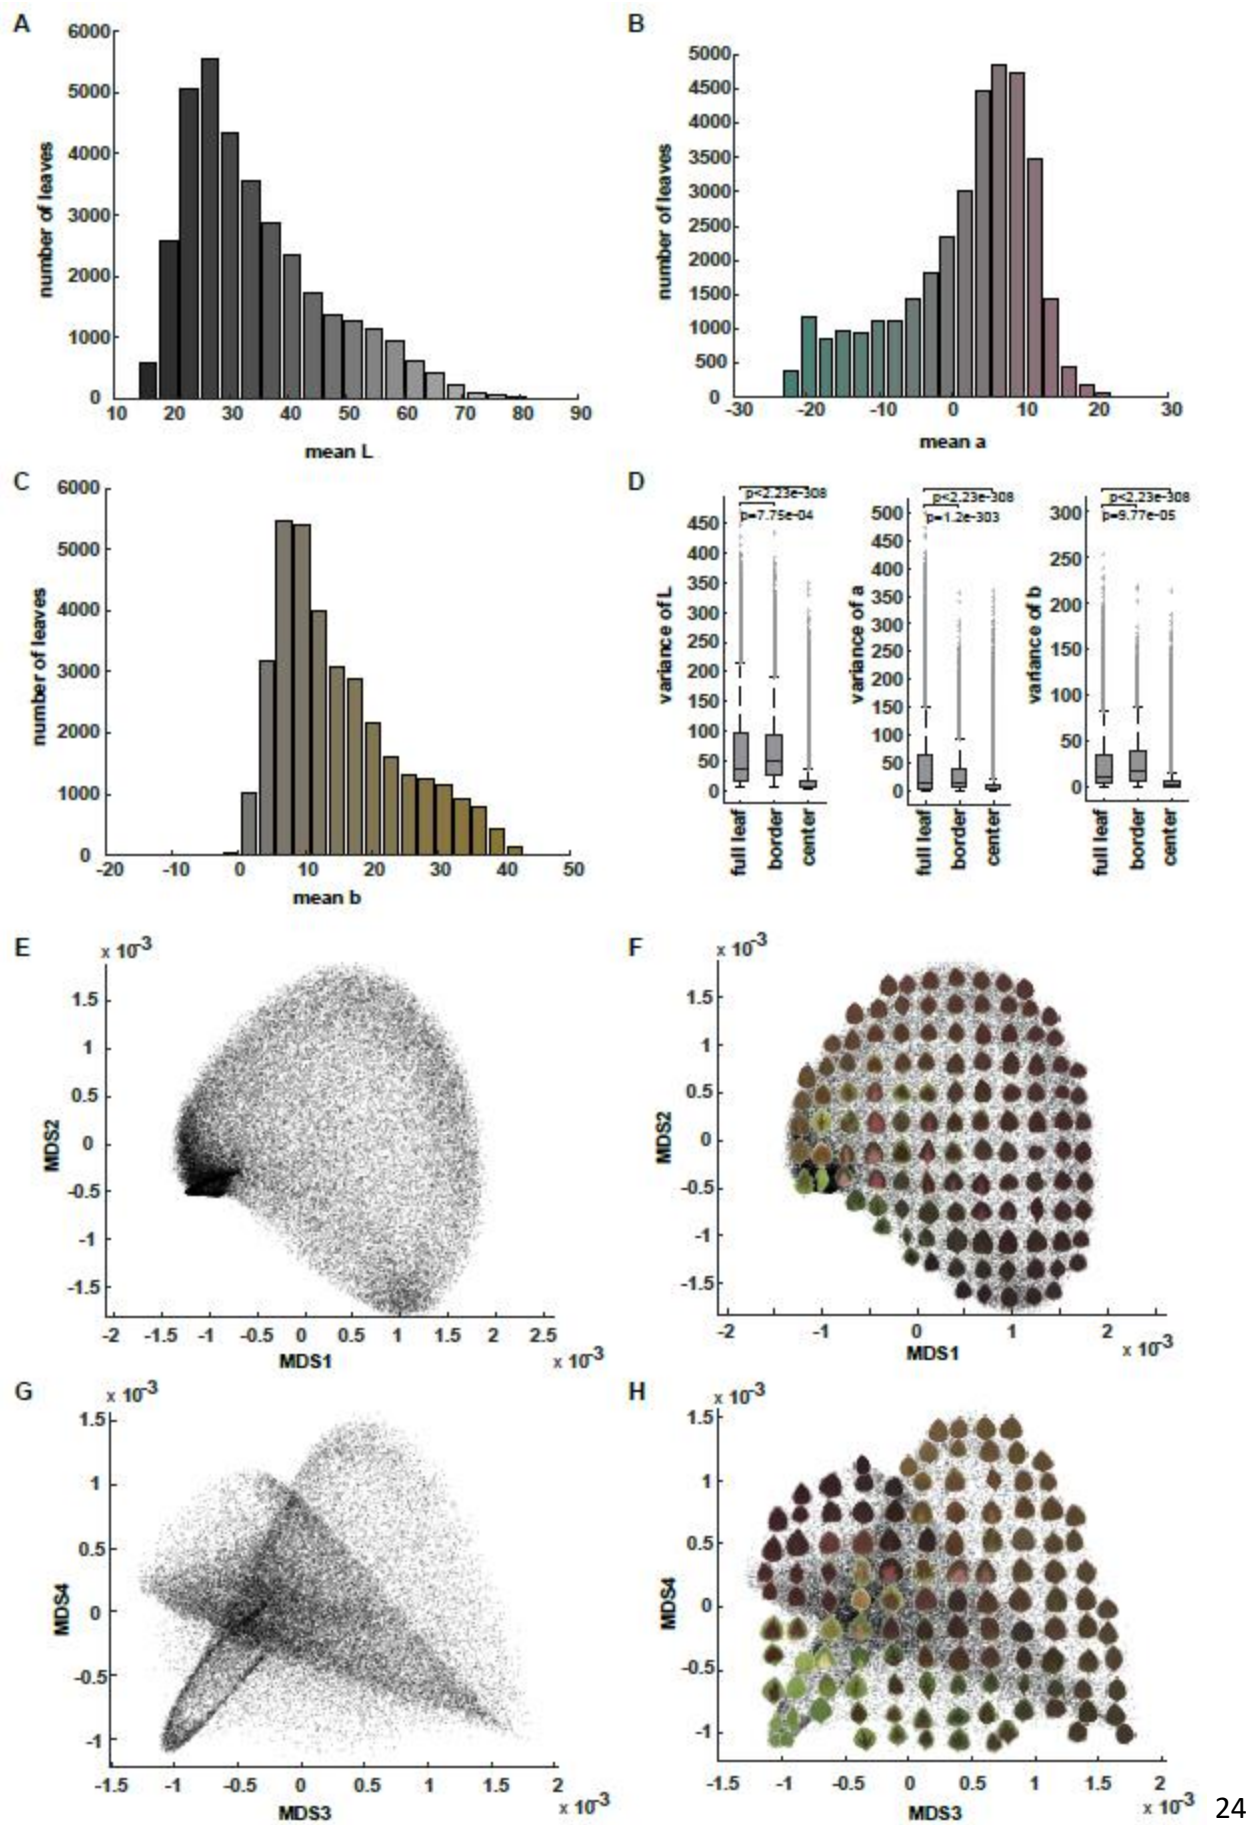 A
6000
5000
4000
3000
2000
1000
0
10 20 30 40 50 60 70 80 90
number of leaves
mean L
B
5000
4500
4000
3500
3000
2500
2000
1500
1000
500
0
-30 -20 -10 0 10 20 30
number of leaves
mean a
C
6000
5000
4000
3000
2000
1000
0
-20 -10 0 10 20 30 40 50
number of leaves
mean b
D
p<2.23e-308
p=7.75e-04
450
400
350
300
250
200
150
100
50
0
variance of L
full leaf
border
center
p<2.23e-308
p=1.2e-303
500
450
400
350
300
250
200
150
100
50
0
variance of a
full leaf
border
center
p<2.23e-308
p=9.77e-05
300
250
200
150
100
50
0
variance of b
full leaf
border
center
E
x 10-3
1.5
1
0.5
0
-0.5
-1
-1.5
MDS2
-2 -1.5 -1 -0.5 0 0.5 1 1.5 2 2.5
MDS1
x 10-3
F
x 10-3
1.5
1
0.5
0
-0.5
-1
-1.5
MDS2
-2 -1 0 1 2
MDS1
x 10-3
G
x 10-3
1.5
1
0.5
0
-0.5
-1
MDS4
-1.5 -1 -0.5 0 0.5 1 1.5 2
MDS3
x 10-3
H
x 10-3
1.5
1
0.5
0
-0.5
-1
MDS4
-1.5 -1 -0.5 0 0.5 1 1.5 2
MDS3
x 10-3
24